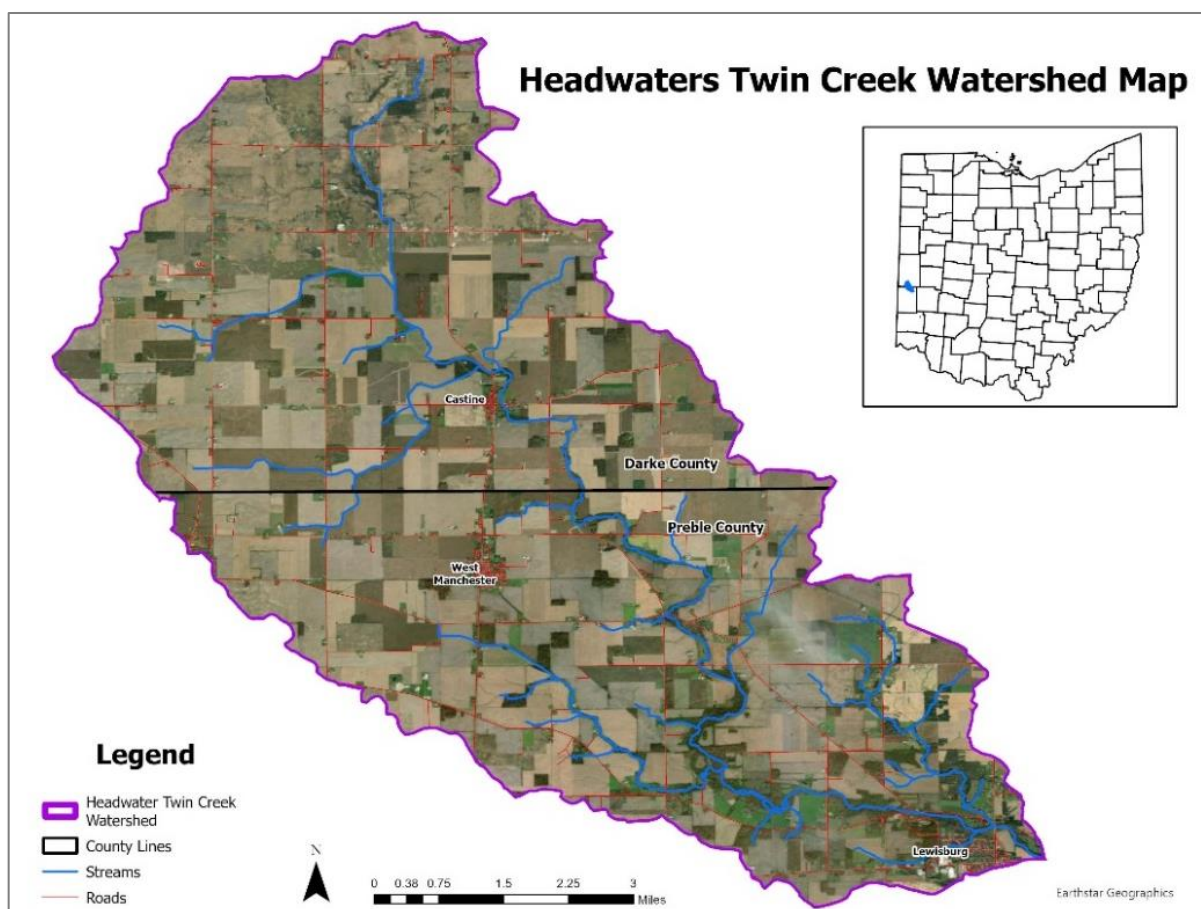 Headwaters Twin Creek Watershed Map
Castine
Darke County
Preble County
West
Manchester
Lewisburg
Legend
Headwater Twin Creek
Watershed
County Lines
Streams
Roads
N
0 0.38 0.75 1.5 2.25 3
Miles
Earthstar Geographics